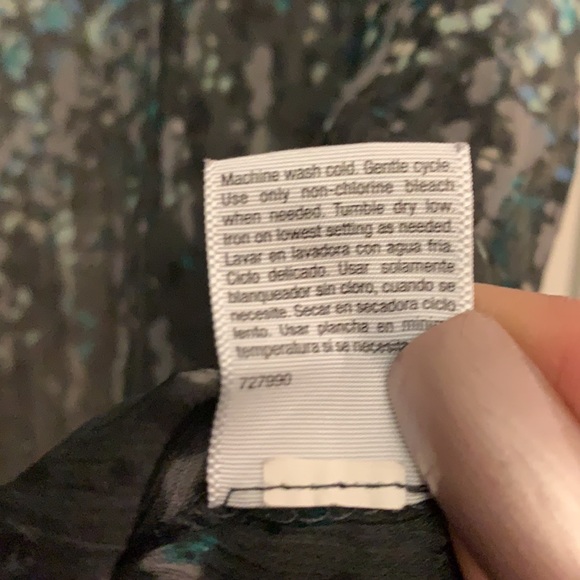 Machine wash cold. Gentle cycle.
Use only non-chlorine bleach
when needed. Tumble dry low
Iron on lowest setting as needed.
Lavar en lavadora con agua fria.
Ciclo delicado. Usar solamente
blanqueador sin cloro, cuando se
necesite. Secar en secadora ciclo
lento. Usar plancha en
temperatura si se
727990